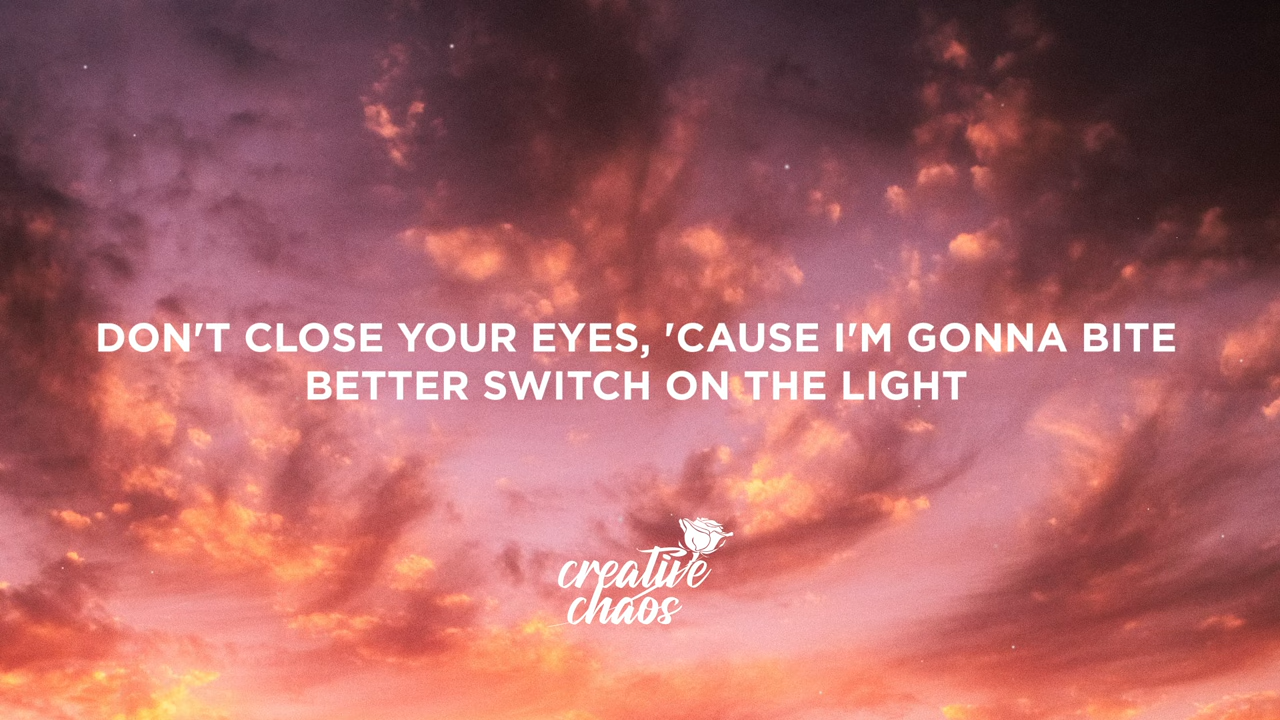 DON'T CLOSE YOUR EYES, 'CAUSE I'M GONNA BITE
BETTER SWITCH ON THE LIGHT
creative
chaos